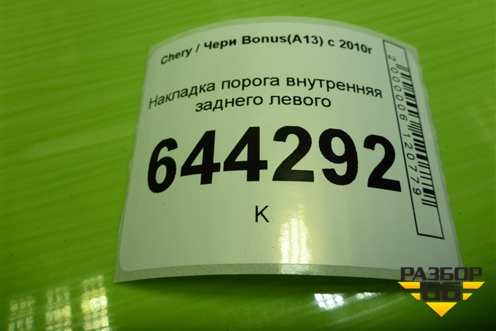 Chery / Чери Bonus(A13) с 2010г
Накладка порога внутренняя
заднего левого
644292
К
2000006120779
РАЗБОР
66